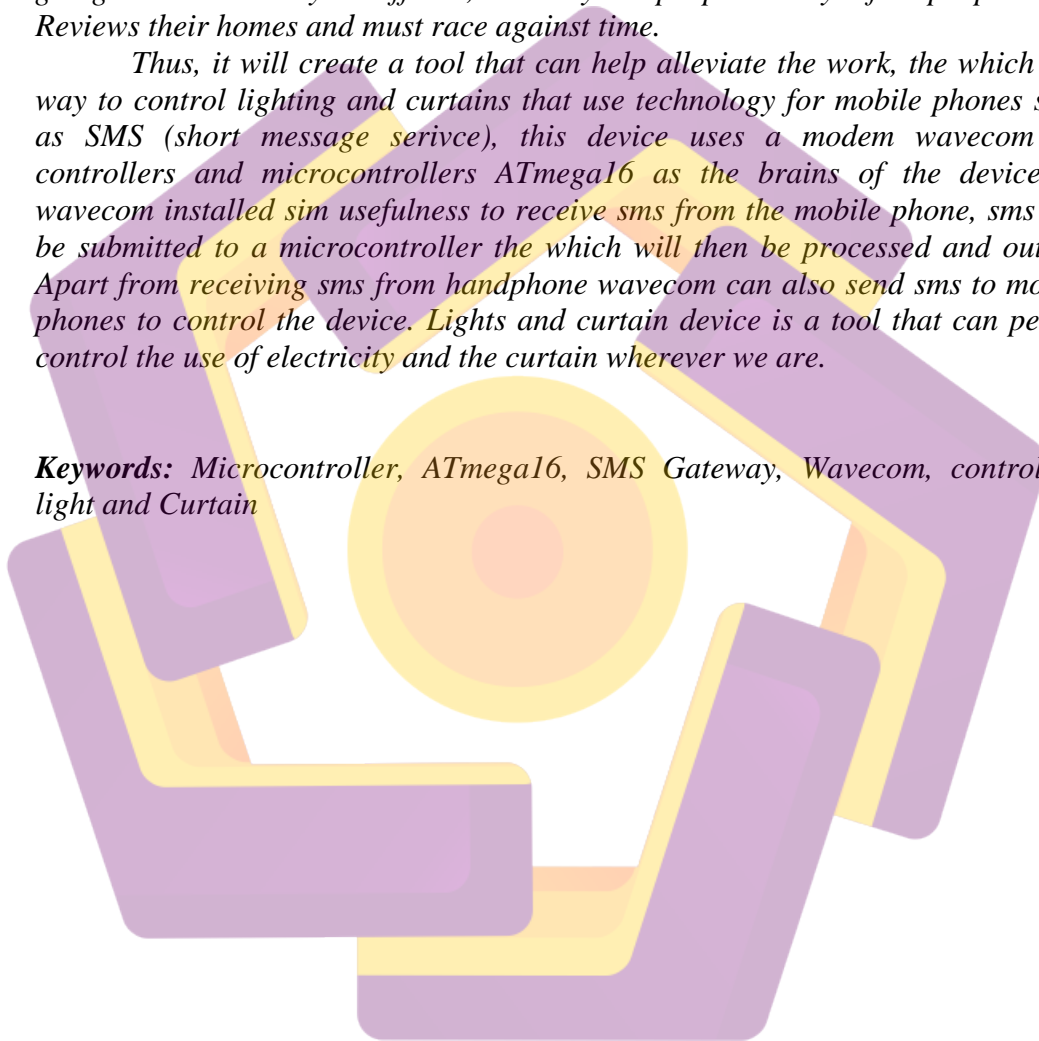 Reviews their homes and must race against time.
Thus, it will create a tool that can help alleviate the work, the which
way to control lighting and curtains that use technology for mobile phones s
as SMS (short message serivce), this device uses a modem wavecom
controllers and microcontrollers ATmega16 as the brains of the device
wavecom installed sim usefulness to receive sms from the mobile phone, sms
be submitted to a microcontroller the which will then be processed and out
Apart from receiving sms from handphone wavecom can also send sms to mo
phones to control the device. Lights and curtain device is a tool that can pe
control the use of electricity and the curtain wherever we are.
Keywords: Microcontroller, ATmega16, SMS Gateway, Wavecom, control
light and Curtain